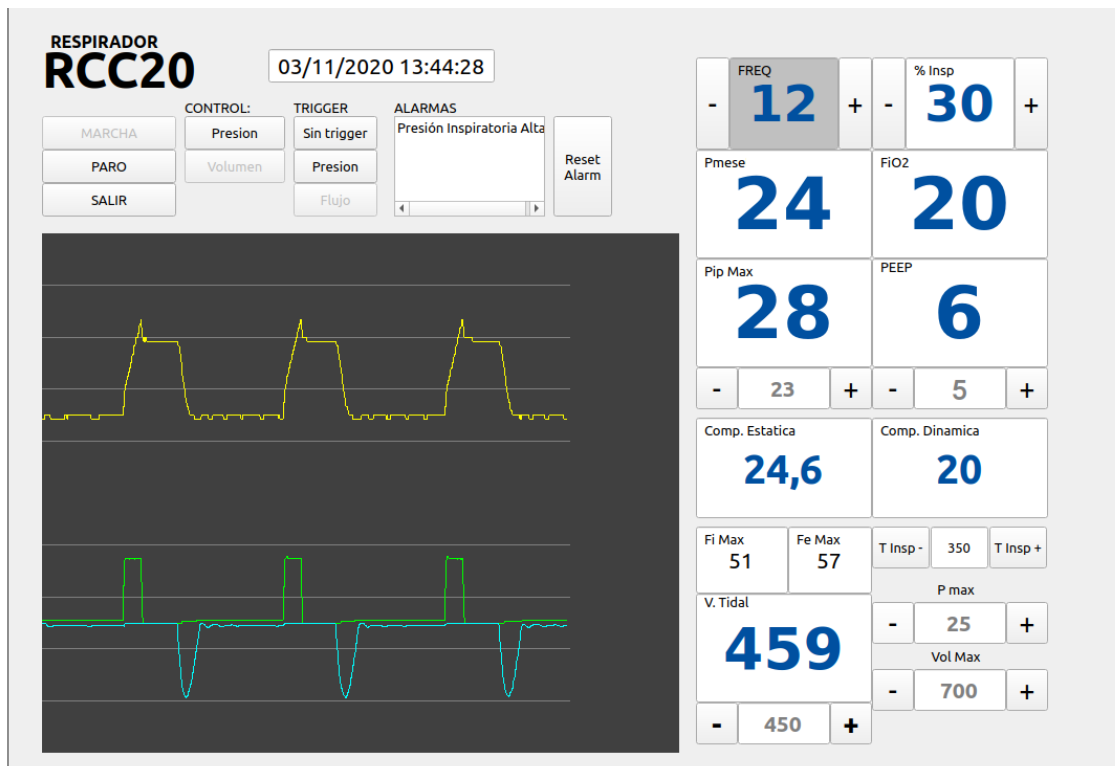 RESPIRADOR
RCC20
03/11/2020 13:44:28
CONTROL:
TRIGGER
ALARMAS
MARCHA
Presion
Sin trigger
Presión Inspiratoria Alta
PARO
Volumen
Presion
Reset
Alarm
SALIR
Flujo
FREQ
- 12 +
% Insp
- 30 +
Pmese
24
FiO2
20
Pip Max
28
PEEP
6
- 23 +
- 5 +
Comp. Estatica
24,6
Comp. Dinamica
20
Fi Max
51
Fe Max
57
T Insp - 350 T Insp +
V. Tidal
459
P max
- 25 +
Vol Max
- 700 +
- 450 +